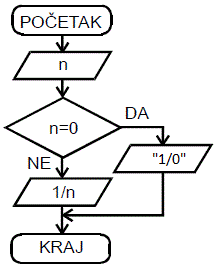 POČETAK
n
n=0
DA
NE
"1/0"
1/n
KRAJ